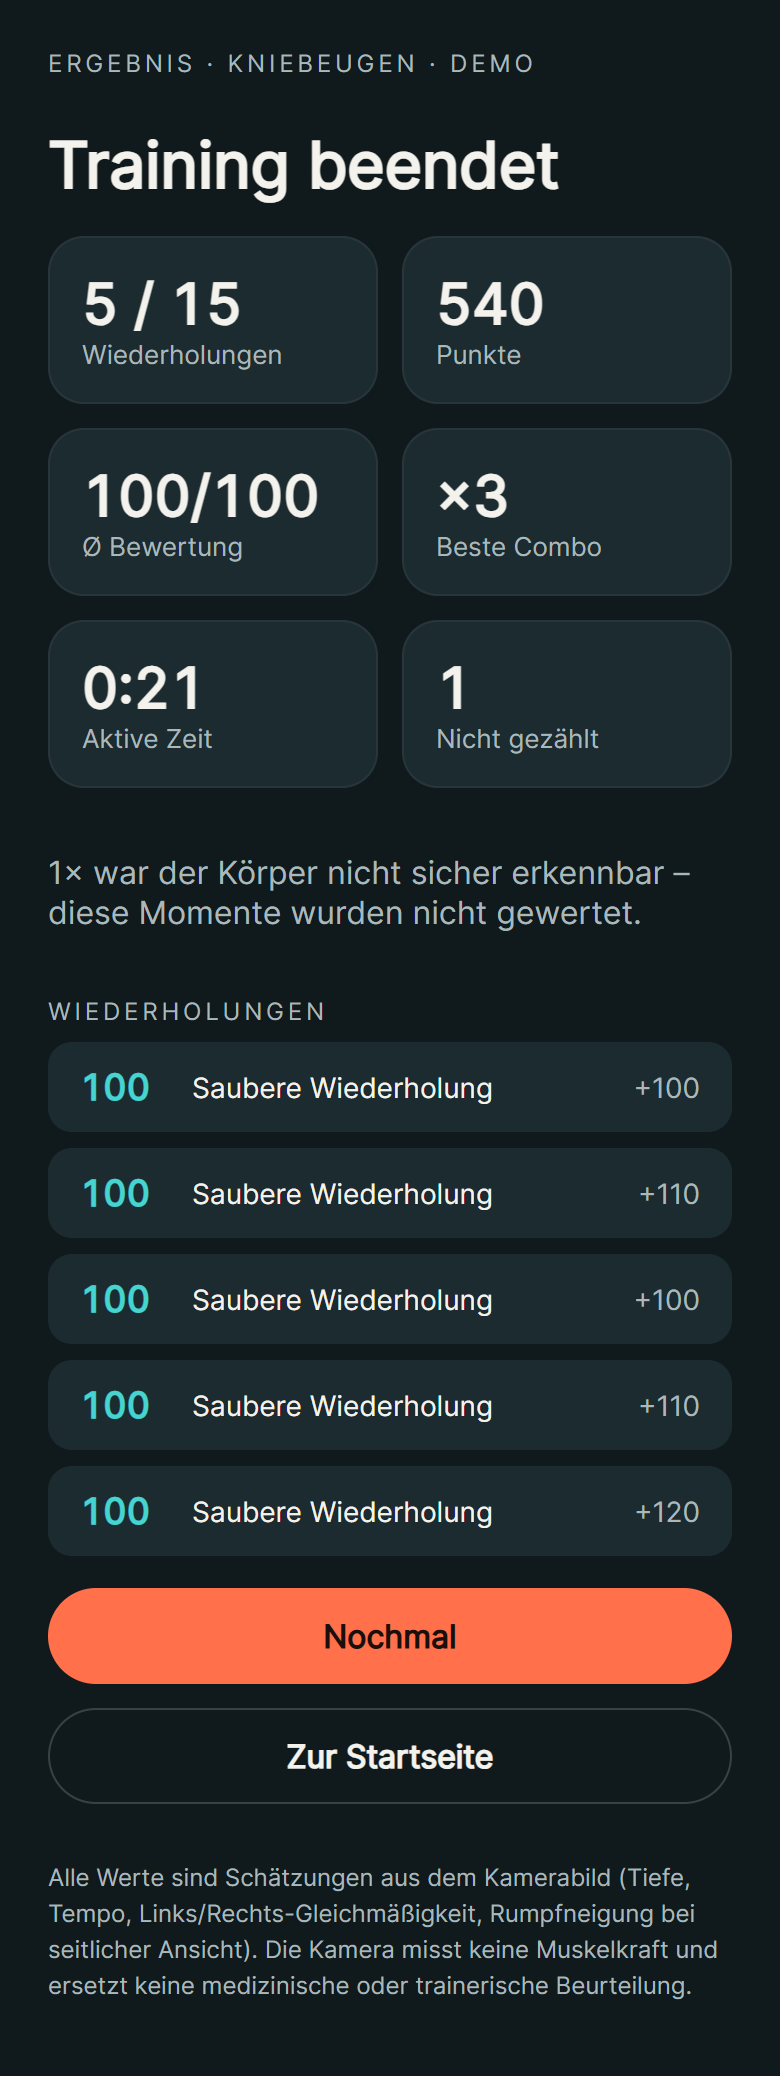 ERGEBNIS · KNIEBEUGEN · DEMO
Training beendet
5 / 15
Wiederholungen
540
Punkte
100/100
Ø Bewertung
×3
Beste Combo
0:21
Aktive Zeit
1
Nicht gezählt
1× war der Körper nicht sicher erkennbar –
diese Momente wurden nicht gewertet.
WIEDERHOLUNGEN
100 Saubere Wiederholung +100
100 Saubere Wiederholung +110
100 Saubere Wiederholung +100
100 Saubere Wiederholung +110
100 Saubere Wiederholung +120
Nochmal
Zur Startseite
Alle Werte sind Schätzungen aus dem Kamerabild (Tiefe,
Tempo, Links/Rechts-Gleichmäßigkeit, Rumpfneigung bei
seitlicher Ansicht). Die Kamera misst keine Muskelkraft und
ersetzt keine medizinische oder trainerische Beurteilung.